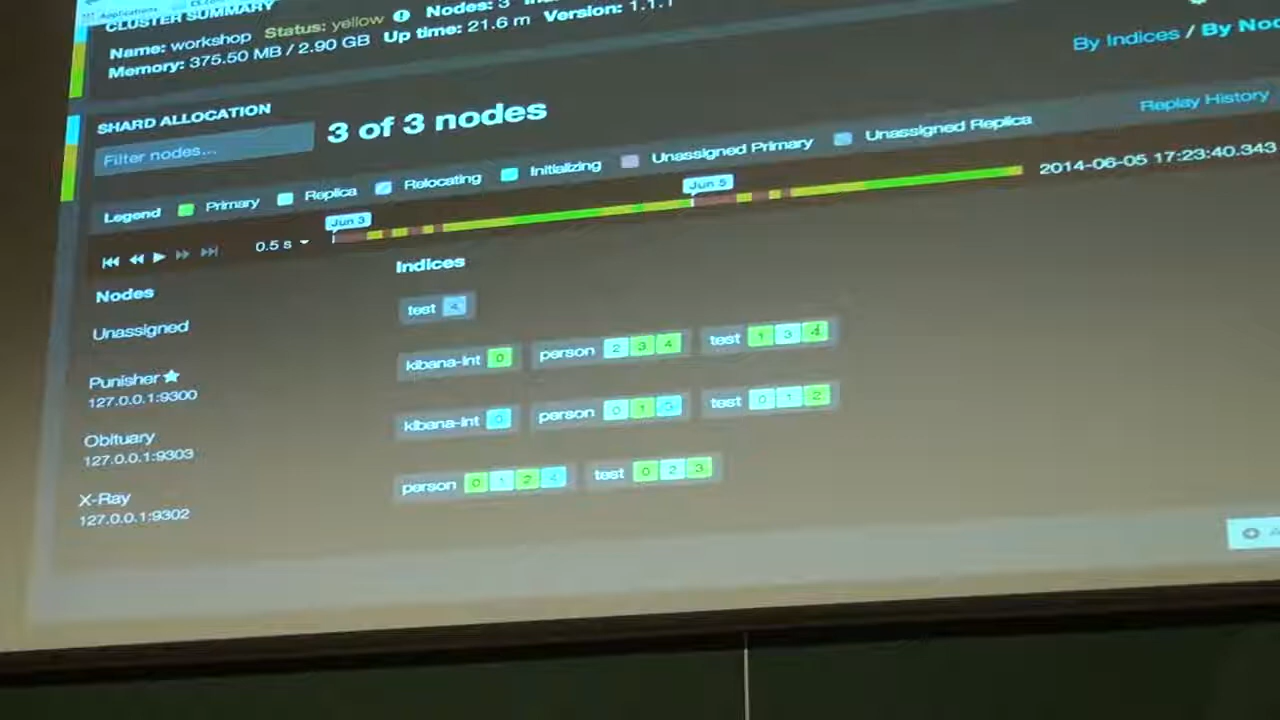 Applications
CLUSTER SUMMARY
Name: workshop Status: yellow Nodes: 3
Memory: 375.50 MB / 2.90 GB Up time: 21.6 m Version: 1.1.1
By Indices / By
SHARD ALLOCATION
Filter nodes... 3 of 3 nodes
Replay History
Legend Primary Replica Relocating Initializing Unassigned Primary Unassigned Replica
Jun 3 Jun 5 2014-06-05 17:23:40.343
0.5 s
Nodes Indices
Unassigned test 4
Punisher kibana-int 0 person 2 3 4 test 1 3 4
127.0.0.1:9300
Obituary kibana-int 0 person 0 1 3 test 0 1 2
127.0.0.1:9303
X-Ray person 0 1 2 4 test 0 2 3
127.0.0.1:9302